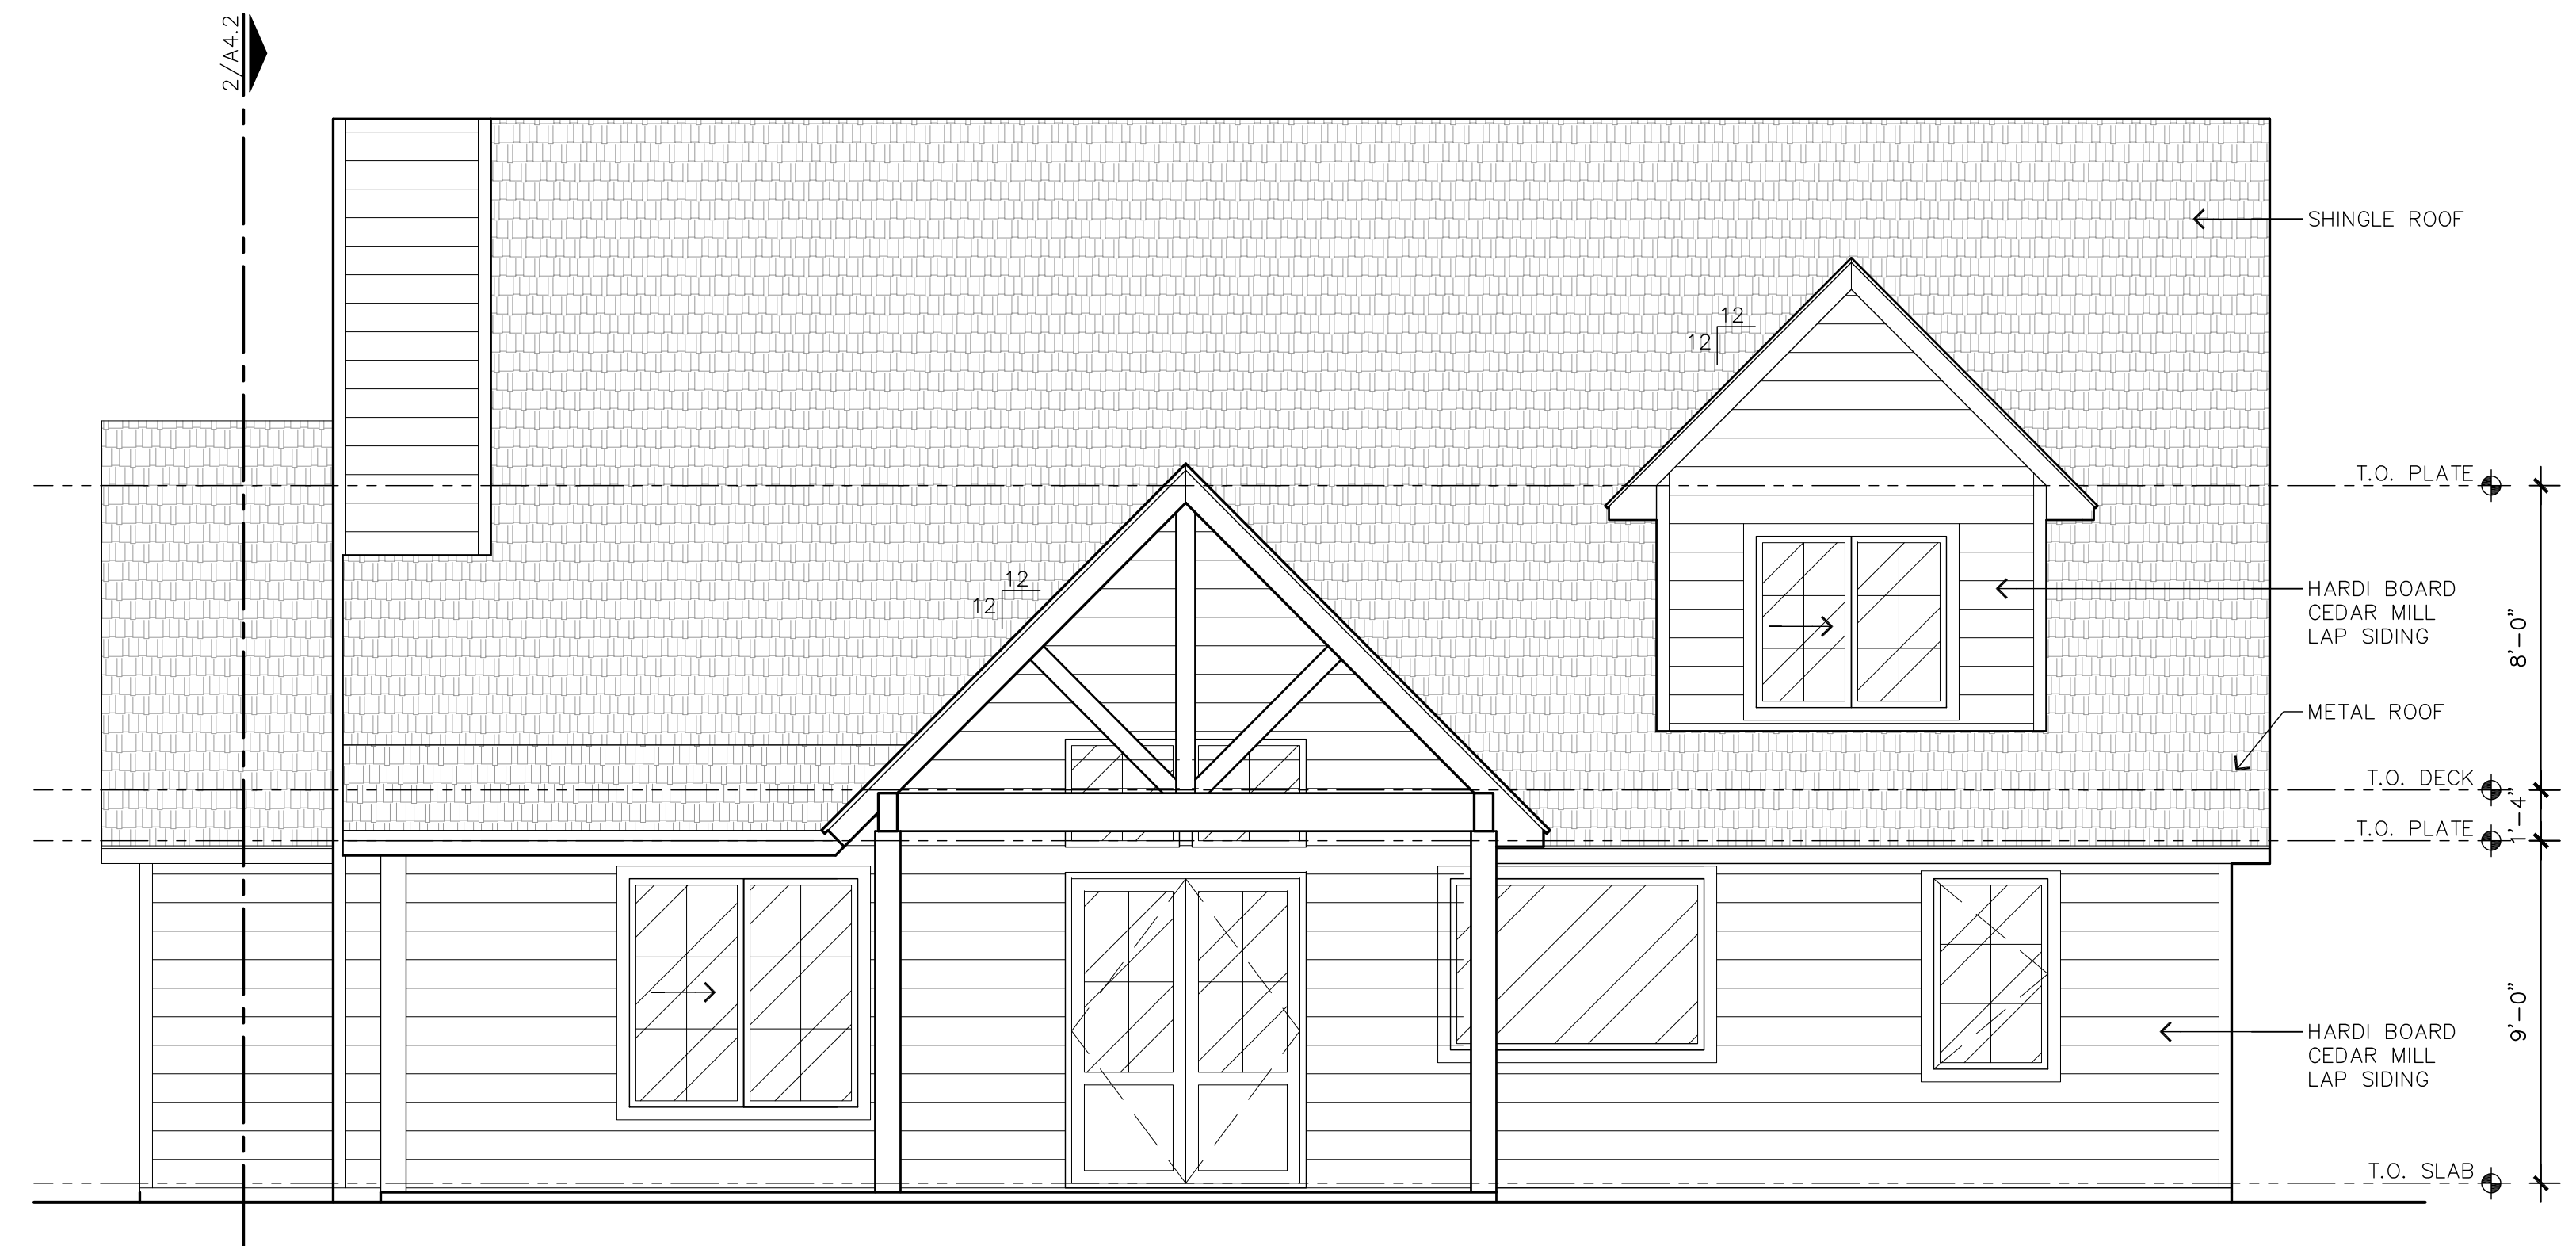 2/A4.2
SHINGLE ROOF
12
12
T.O. PLATE
12
12
HARDI BOARD
CEDAR MILL
LAP SIDING
8'-0"
METAL ROOF
T.O. DECK
1'-4"
T.O. PLATE
9'-0"
HARDI BOARD
CEDAR MILL
LAP SIDING
T.O. SLAB